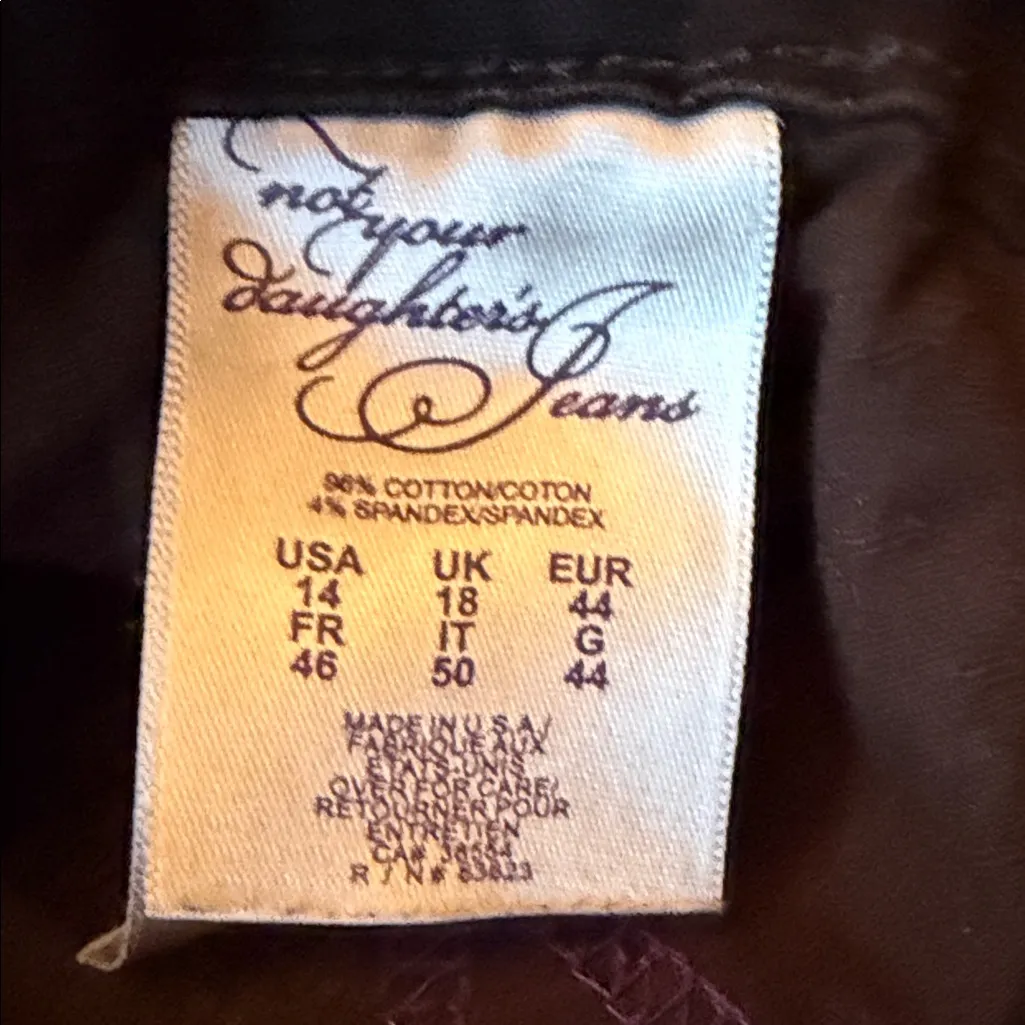 not your
daughter's
Jeans
96% COTTON/COTON
4% SPANDEX/SPANDEX
USA UK EUR
14 18 44
FR IT G
46 50 44
MADE IN U.S.A/
FABRIQUE AUX
ETATS-UNIS
OVER FOR CARE/
RETOURNER POUR
ENTRETIEN
CA#
R / N#